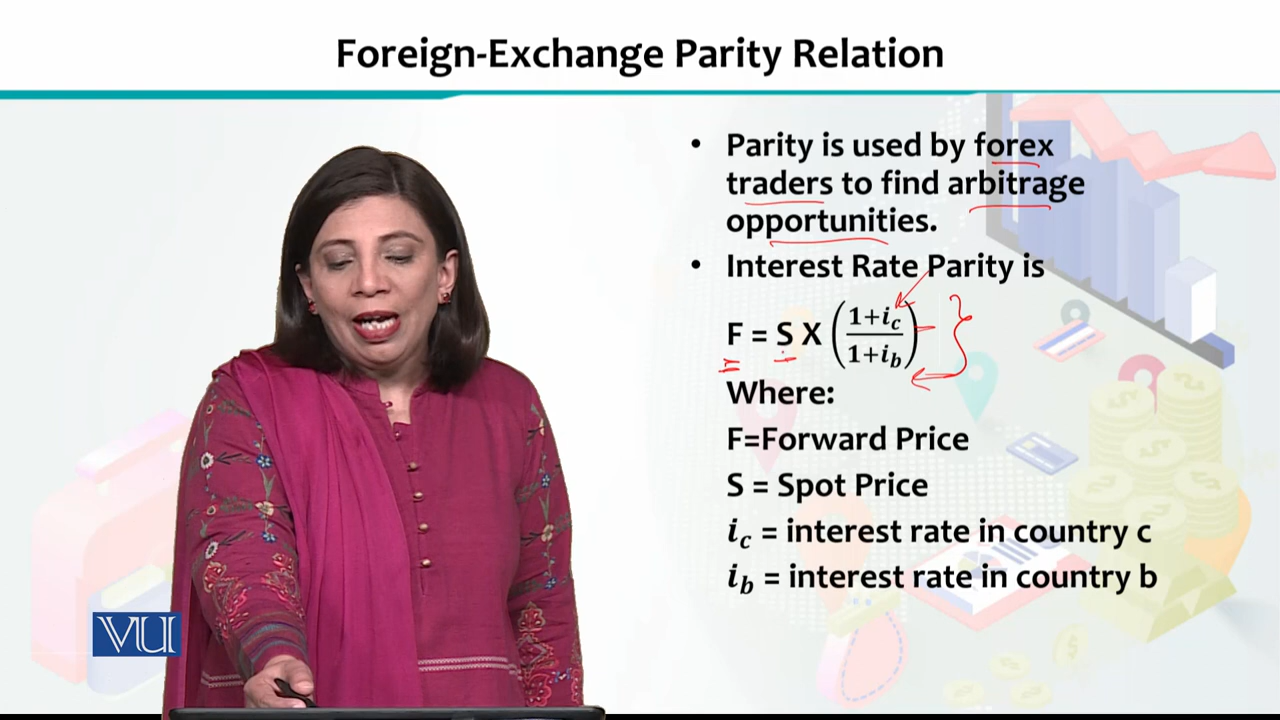 Foreign-Exchange Parity Relation
• Parity is used by forex
traders to find arbitrage
opportunities.
• Interest Rate Parity is
F = S X (1+i_c / 1+i_b)
Where:
F=Forward Price
S = Spot Price
i_c = interest rate in country c
i_b = interest rate in country b
VU